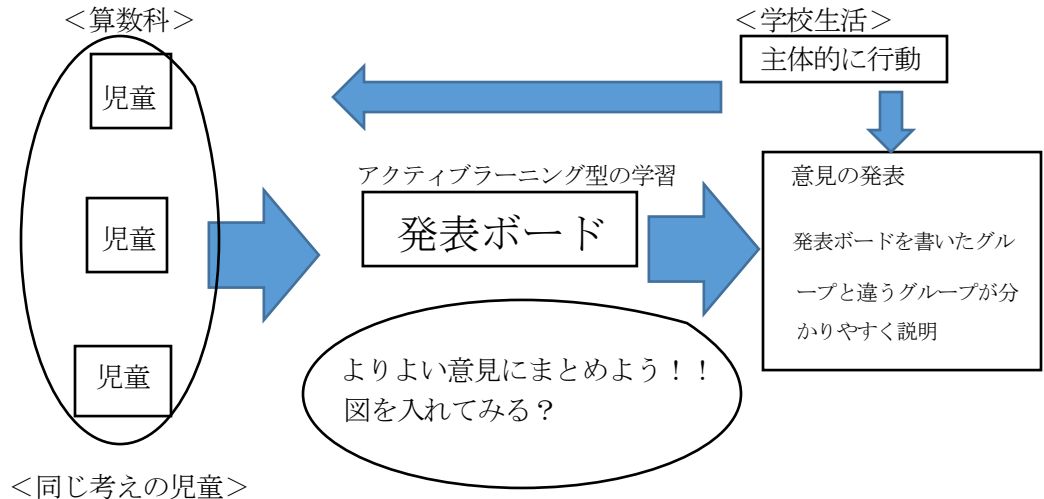 ＜算数科＞
＜学校生活＞
主体的に行動
児童
アクティブラーニング型の学習
発表ボード
意見の発表
発表ボードを書いたグル
ープと違うグループが分
かりやすく説明
児童
児童
よりよい意見にまとめよう！！
図を入れてみる？
＜同じ考えの児童＞